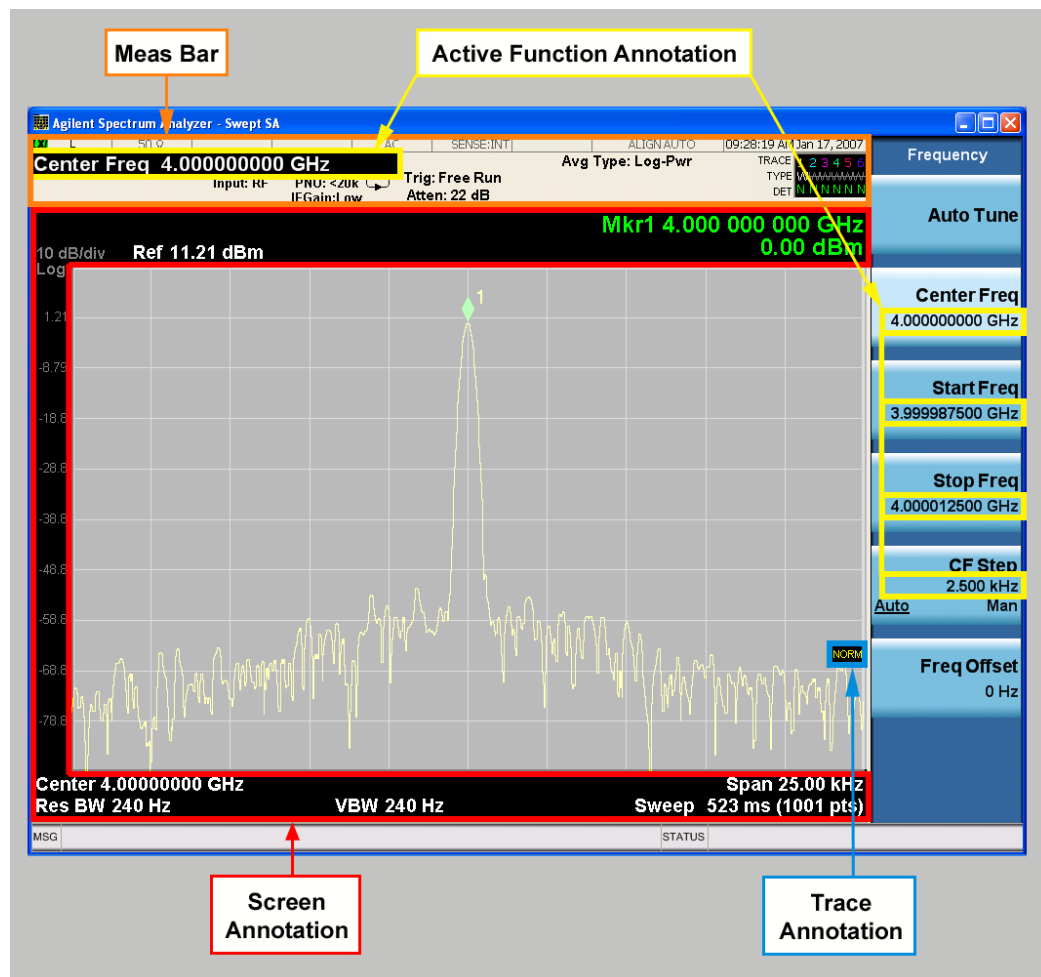 Meas Bar
Active Function Annotation
Agilent Spectrum Analyzer - Swept SA
L 50 Ω AC SENSE:INT ALIGN AUTO 09:28:19 AM Jan 17, 2007
Center Freq 4.000000000 GHz
Input: RF
PNO: <20k
IFGain:Low
Trig: Free Run
Atten: 22 dB
Avg Type: Log-Pwr
TRACE 1 2 3 4 5 6
TYPE
DET N N N N N N
Mkr1 4.000 000 000 GHz
0.00 dBm
10 dB/div Ref 11.21 dBm
Log
1
1.21
-8.79
-18.8
-28.8
-38.8
-48.8
-58.8
-68.8
-78.8
NORM
Center 4.00000000 GHz
Span 25.00 kHz
Res BW 240 Hz
VBW 240 Hz
Sweep 523 ms (1001 pts)
MSG
STATUS
Frequency
Auto Tune
Center Freq
4.000000000 GHz
Start Freq
3.999987500 GHz
Stop Freq
4.000012500 GHz
CF Step
2.500 kHz
Auto Man
Freq Offset
0 Hz
Screen
Annotation
Trace
Annotation